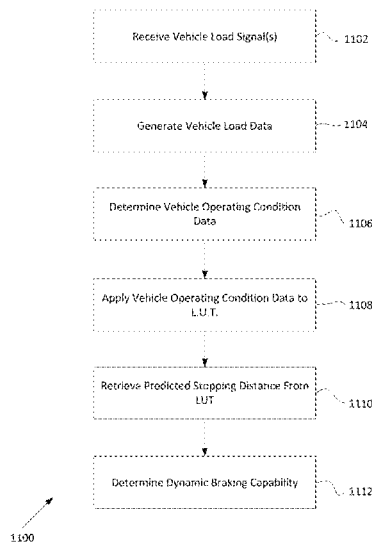 Receive Vehicle Load Signal(s)
1102
Generate Vehicle Load Data
1104
Determine Vehicle Operating Condition
Data
1106
Apply Vehicle Operating Condition Data to
L.U.T.
1108
Retrieve Predicted Stopping Distance From
LUT
1110
Determine Dynamic Braking Capability
1112
1100